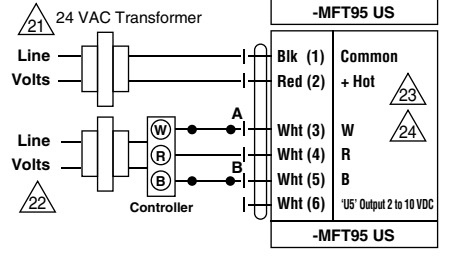 21 24 VAC Transformer
-MFT95 US
Line
Volts
Blk (1) Common
Red (2) + Hot
23
A
Wht (3) W
24
Line
Volts
W
R
B
Wht (4) R
B
Wht (5) B
22
Controller
Wht (6) 'U5' Output 2 to 10 VDC
-MFT95 US